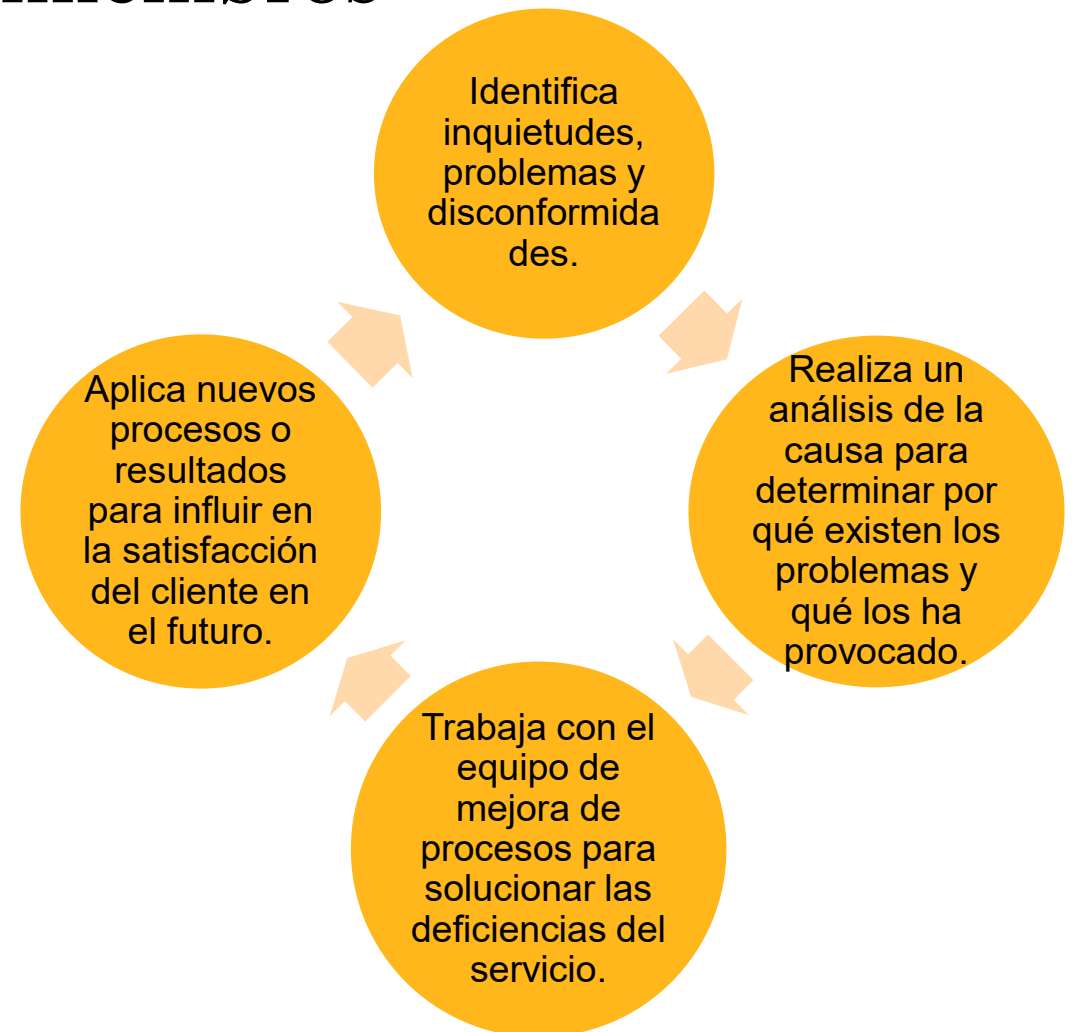 Identifica
inquietudes,
problemas y
disconformida
des.
Realiza un
análisis de la
causa para
determinar por
qué existen los
problemas y
qué los ha
provocado.
Trabaja con el
equipo de
mejora de
procesos para
solucionar las
deficiencias del
servicio.
Aplica nuevos
procesos o
resultados
para influir en
la satisfacción
del cliente en
el futuro.